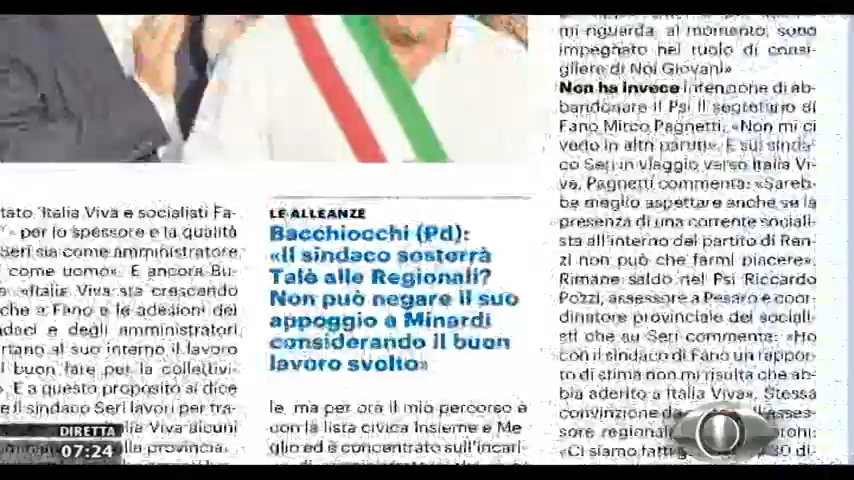 tato Italia Viva e socialisti Fa-
» per lo spessore e la qualità
Seri sia come amministratore
come uomo». E ancora Bu-
«Italia Viva sta crescendo
che a Fano e le adesioni dei
daci e degli amministratori
rtano al suo interno il lavoro
l buon fare per la collettivi-
». E a questo proposito si dice
e il sindaco Seri lavori per tra-
lia Viva alcuni
lla provincia.
LE ALLEANZE
Bacchiocchi (Pd):
«Il sindaco sosterrà
Talè alle Regionali?
Non può negare il suo
appoggio a Minardi
considerando il buon
lavoro svolto»
le, ma per ora il mio percorso è
con la lista civica Insieme è Me
glio ed è concentrato sull'incari-
mi riguarda, al momento, sono
impegnato nel ruolo di consi-
gliere di Noi Giovani»
Non ha invece intenzione di ab-
bandonare il Psi il segretario di
Fano Mirco Pagnetti. «Non mi ci
vedo in altri partiti». E sul sinda-
co Seri in viaggio verso Italia Vi-
va, Pagnetti commenta: «Sareb-
be meglio aspettare anche se la
presenza di una corrente sociali-
sta all'interno del partito di Ren-
zi non può che farmi piacere».
Rimane saldo nel Psi Riccardo
Pozzi, assessore a Pesaro e coor-
dinatore provinciale dei sociali-
sti che su Seri commenta: «Ho
con il sindaco di Fano un rappor-
to di stima non mi risulta che ab-
bia aderito a Italia Viva». Stessa
convinzione da ll'asses-
sore regional
«Ci siamo fatti 30 di-
DIRETTA
07:24